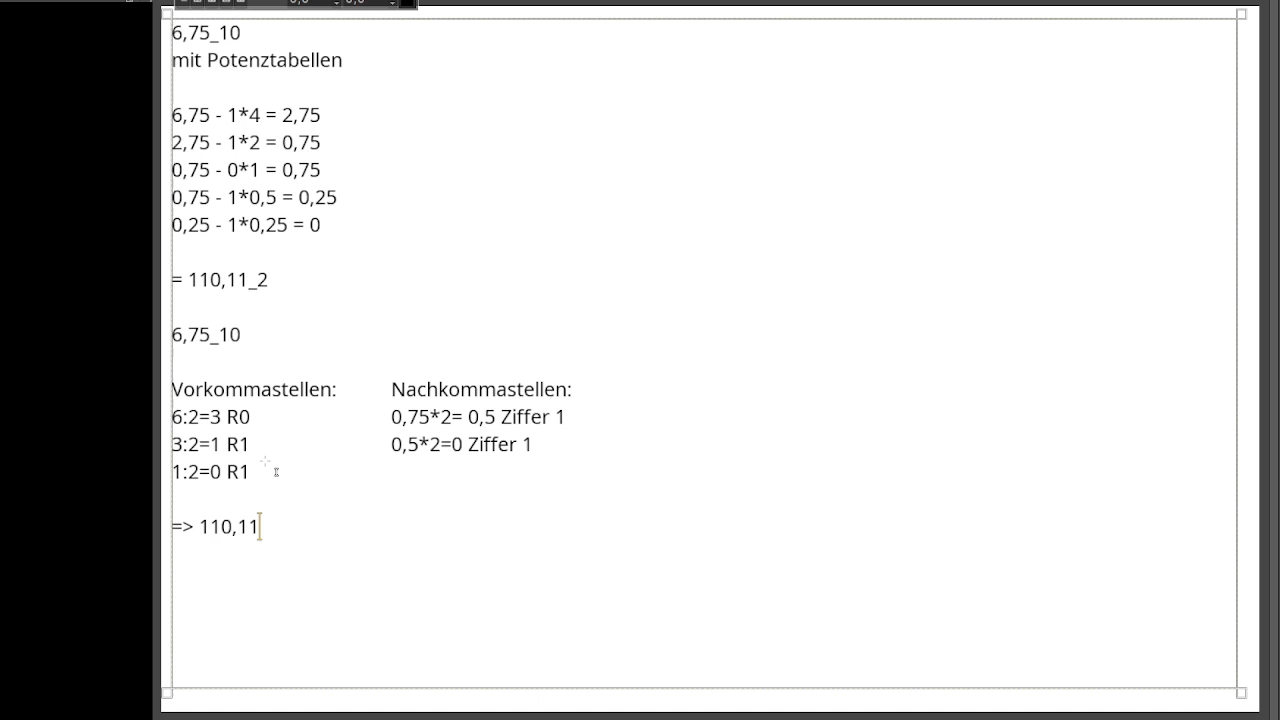 6,75_10
mit Potenztabellen
6,75 - 1*4 = 2,75
2,75 - 1*2 = 0,75
0,75 - 0*1 = 0,75
0,75 - 1*0,5 = 0,25
0,25 - 1*0,25 = 0
= 110,11_2
6,75_10
Vorkommastellen: Nachkommastellen:
6:2=3 R0 0,75*2= 0,5 Ziffer 1
3:2=1 R1 0,5*2=0 Ziffer 1
1:2=0 R1
=> 110,11